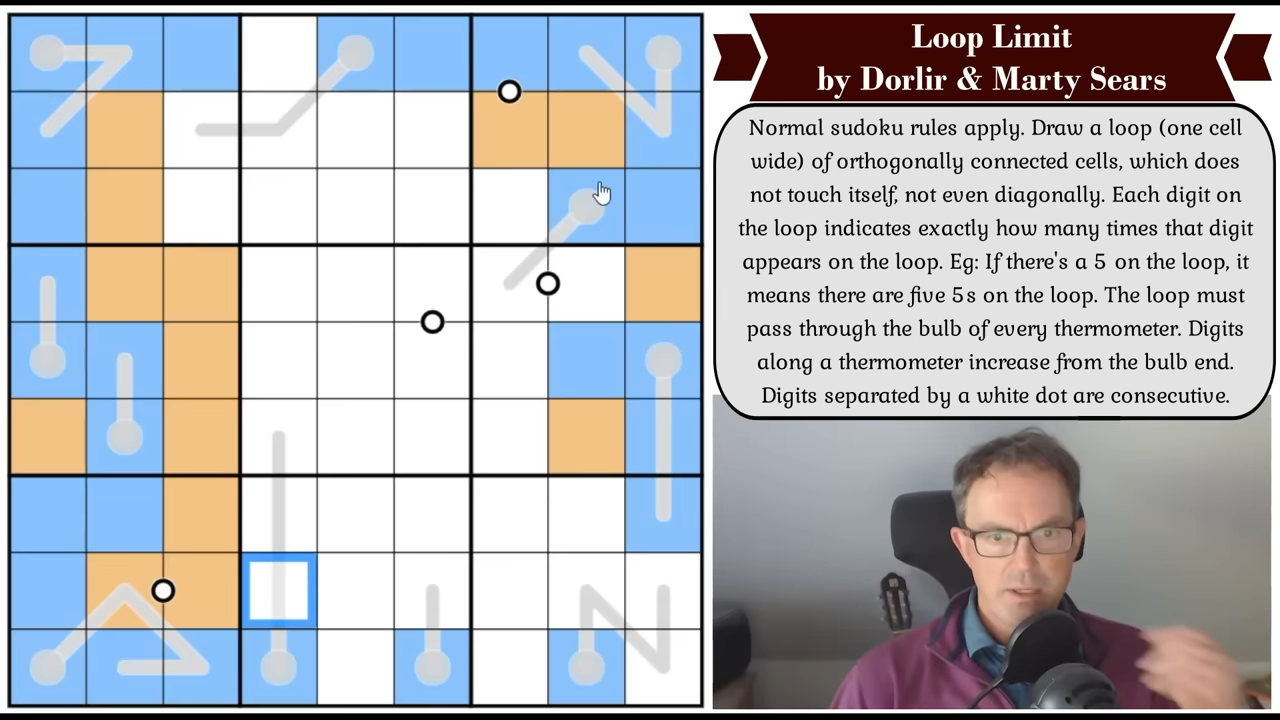 Loop Limit
by Dorlir & Marty Sears
Normal sudoku rules apply. Draw a loop (one cell
wide) of orthogonally connected cells, which does
not touch itself, not even diagonally. Each digit on
the loop indicates exactly how many times that digit
appears on the loop. Eg: If there's a 5 on the loop, it
means there are five 5s on the loop. The loop must
pass through the bulb of every thermometer. Digits
along a thermometer increase from the bulb end.
Digits separated by a white dot are consecutive.